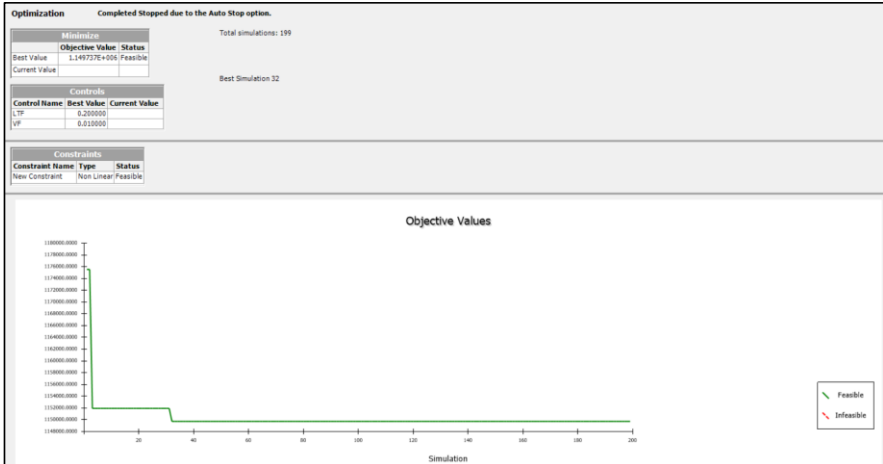 Optimization Completed Stopped due to the Auto Stop option.
Minimize
Objective Value Status
Best Value 1.149737E+006 Feasible
Current Value
Total simulations: 199
Best Simulation 32
Controls
Control Name Best Value Current Value
LTF 0.200000
VF 0.010000
Constraints
Constraint Name Type Status
New Constraint Non Linear Feasible
Objective Values
1180000.0000
1178000.0000
1176000.0000
1174000.0000
1172000.0000
1170000.0000
1168000.0000
1166000.0000
1164000.0000
1162000.0000
1160000.0000
1158000.0000
1156000.0000
1154000.0000
1152000.0000
1150000.0000
1148000.0000
20 40 60 80 100 120 140 160 180 200
Simulation
Feasible
Infeasible